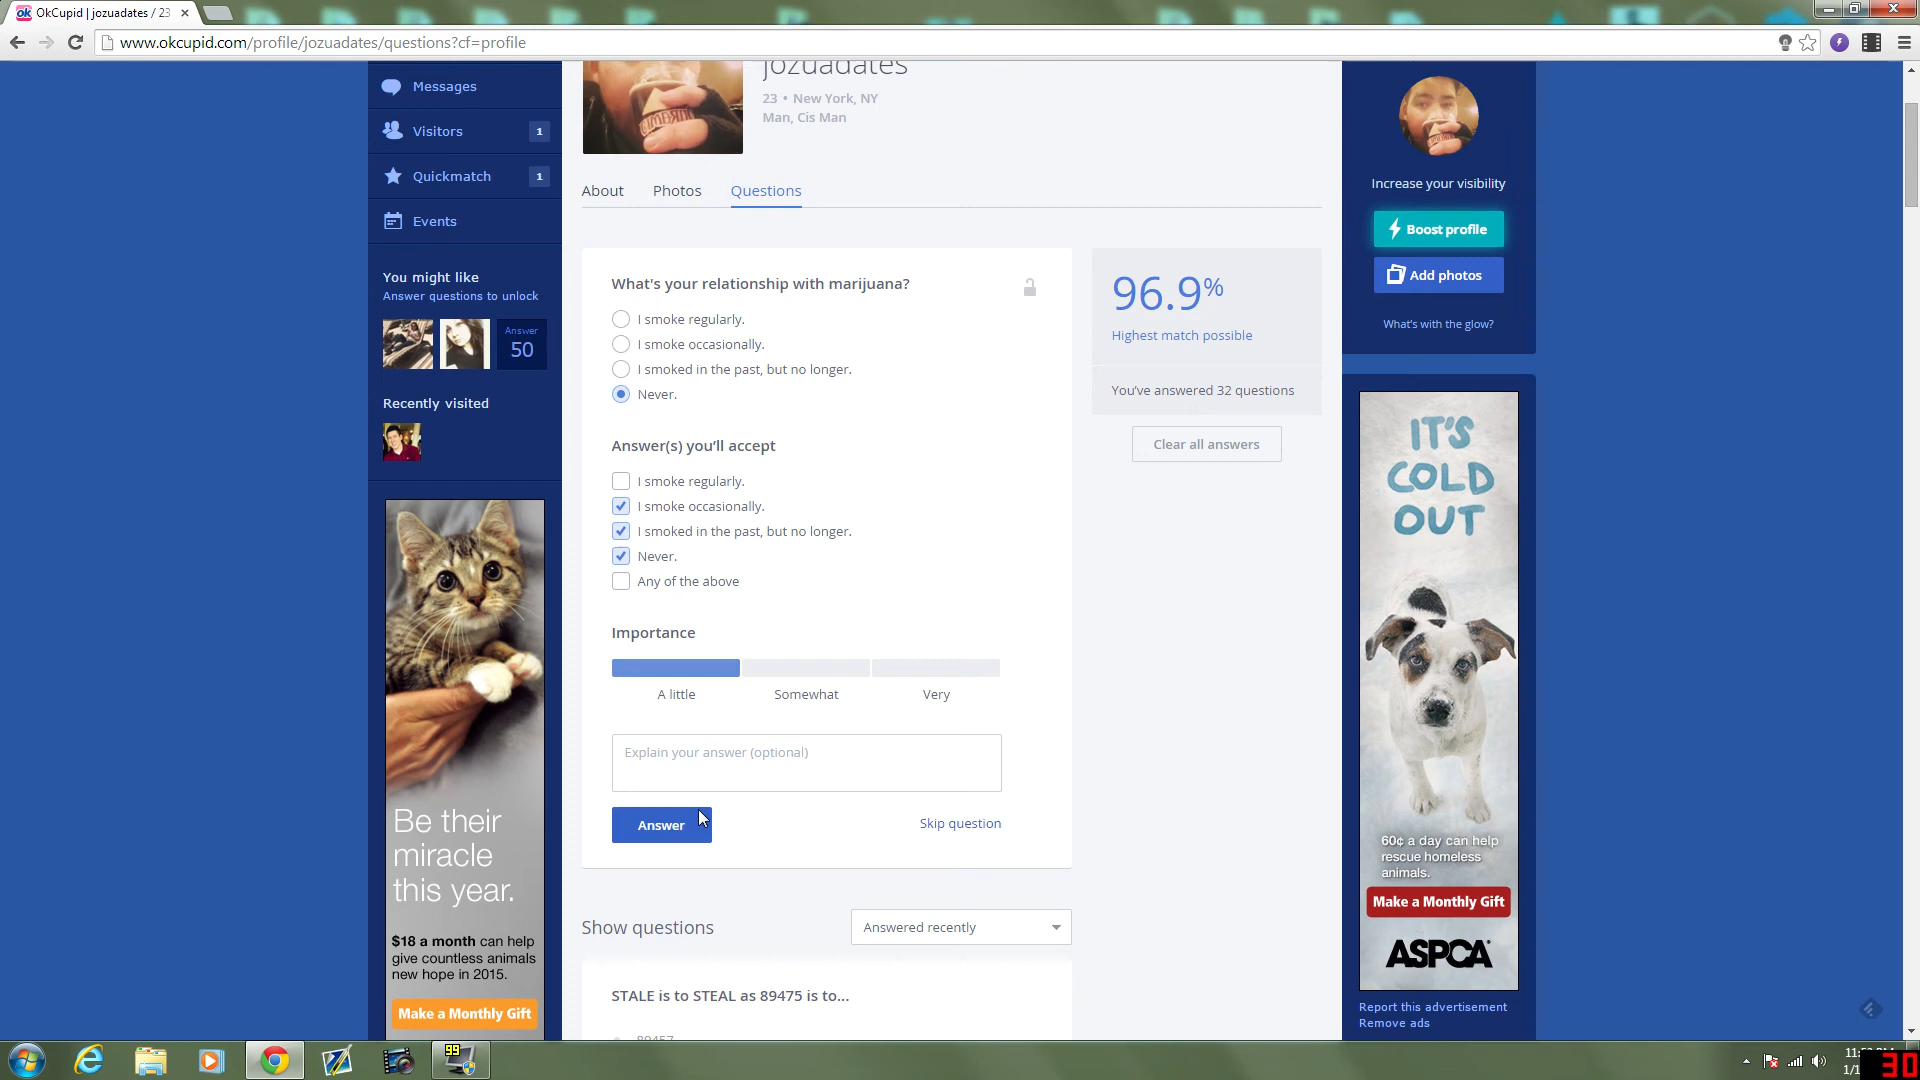 OkCupid | jozuadates / 23
www.okcupid.com/profile/jozuadates/questions?cf=profile
Messages
Visitors
1
Quickmatch
1
Events
You might like
Answer questions to unlock
Answer
50
Recently visited
Be their
miracle
this year.
$18 a month can help
give countless animals
new hope in 2015.
Make a Monthly Gift
jozuadates
23 • New York, NY
Man, Cis Man
About
Photos
Questions
What's your relationship with marijuana?
I smoke regularly.
I smoke occasionally.
I smoked in the past, but no longer.
Never.
Answer(s) you'll accept
I smoke regularly.
I smoke occasionally.
I smoked in the past, but no longer.
Never.
Any of the above
Importance
A little
Somewhat
Very
Explain your answer (optional)
Answer
Skip question
Show questions
Answered recently
STALE is to STEAL as 89475 is to...
89457
96.9%
Highest match possible
You've answered 32 questions
Clear all answers
Increase your visibility
Boost profile
Add photos
What's with the glow?
IT'S
COLD
OUT
60¢ a day can help
rescue homeless
animals.
Make a Monthly Gift
ASPCA
Report this advertisement
Remove ads
99
30